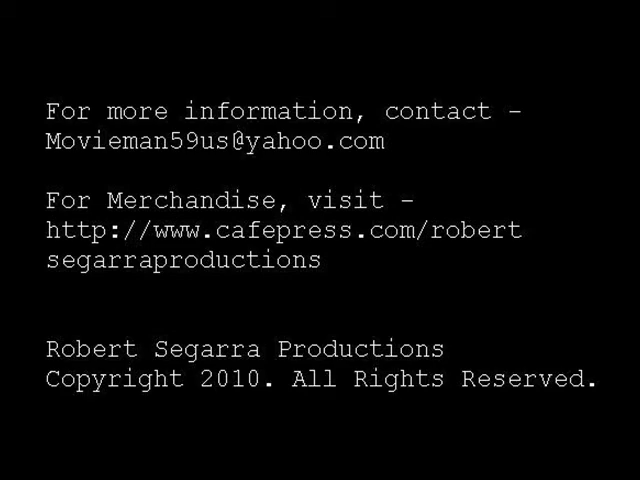 For more information, contact -
Movieman59us@yahoo.com
For Merchandise, visit -
http://www.cafepress.com/robert
segarraproductions
Robert Segarra Productions
Copyright 2010. All Rights Reserved.